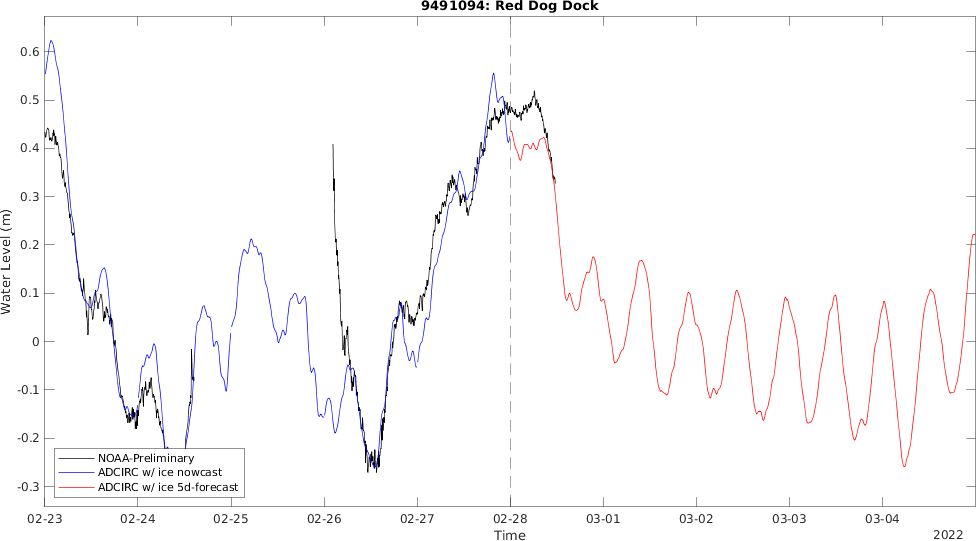 9491094: Red Dog Dock
Water Level (m)
0.6
0.5
0.4
0.3
0.2
0.1
0
-0.1
-0.2
-0.3
NOAA-Preliminary
ADCIRC w/ ice nowcast
ADCIRC w/ ice 5d-forecast
02-23 02-24 02-25 02-26 02-27 02-28 03-01 03-02 03-03 03-04
Time
2022